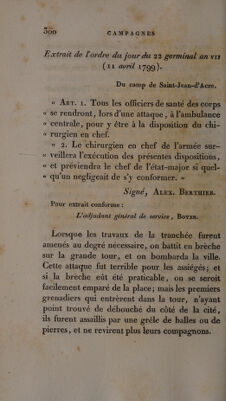 300 CAMPAGNES
Extrait de l'ordre du jour du 22 germinal an VII
(11 avril 1799).
Du camp de Saint-Jean-d'Acre.
« ART. 1. Tous les officiers de santé des corps
» se rendront, lors d'une attaque, à l'ambulance
» centrale, pour y être à la disposition du chi-
» rurgien en chef.
» 2. Le chirurgien en chef de l'armée sur-
» veillera l'exécution des présentes dispositions,
» et préviendra le chef de l'état-major si quel-
» qu'un negligeait de s'y conformer. »
Signé, ALEX. BERTHIER.
Pour extrait conforme :
L'adjudant général de service, BOYER.
Lorsque les travaux de la tranchée furent
amenés au degré nécessaire, on battit en brèche
sur la grande tour, et on bombarda la ville.
Cette attaque fut terrible pour les assiégés; et
si la brèche eût été praticable, on se seroit
facilement emparé de la place; mais les premiers
grenadiers qui entrèrent dans la tour, n'ayant
point trouvé de débouché du côté de la cité,
ils furent assaillis par une grêle de balles ou de
pierres, et ne revirent plus leurs compagnons.